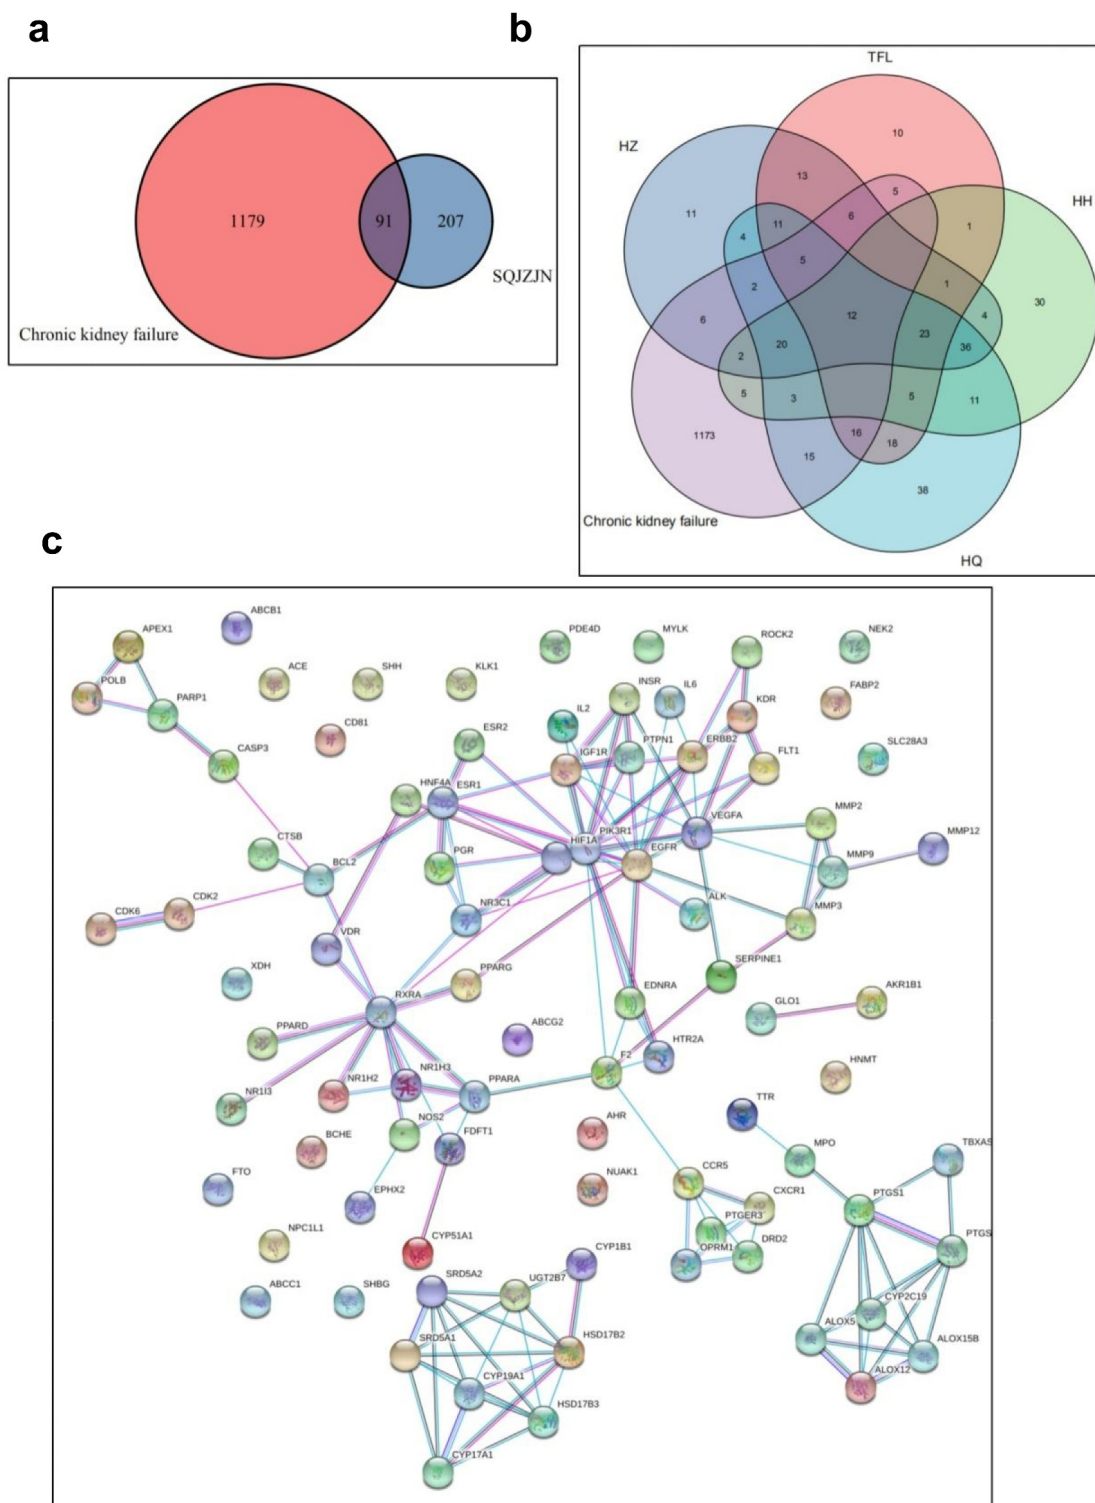 a
1179
91
207
SQJZJN
Chronic kidney failure
b
TFL
HZ
10
HH
13
5
11
6
1
4
11
5
2
1
30
6
12
4
23
36
20
2
5
3
5
11
1173
16
18
15
38
Chronic kidney failure
HQ
c
ABCB1
APEX1
PDE4D
MYLK
ROCK2
NEK2
ACE
SHH
KLK1
INSR
IL6
POLB
FABP2
PARP1
KDR
IL2
CD81
ESR2
PTPN1
ERBB2
SLC28A3
CASP3
IGF1R
FLT1
HNF4A
ESR1
MMP2
VEGFA
PIK3R1
HIF1A
MMP12
CTSB
PGR
EGFR
MMP9
BCL2
CDK2
NR3C1
ALK
CDK6
MMP3
VDR
SERPINE1
XDH
PPARG
RXRA
EDNRA
AKR1B1
GLO1
PPARD
ABCG2
HTR2A
F2
NR1H3
HNMT
NR1H2
PPARA
NR1I3
TTR
NOS2
AHR
BCHE
FDFT1
MPO
TBXAS
CCR5
FTO
NUAK1
CXCR1
EPHX2
PTGS1
PTGER3
NPC1L1
DRD2
PTGS
CYP51A1
OPRM1
CYP1B1
ABCC1
SHBG
SRD5A2
UGT2B7
CYP2C19
ALOX5
SRD5A1
HSD17B2
ALOX15B
CYP19A1
ALOX12
HSD17B3
CYP17A1